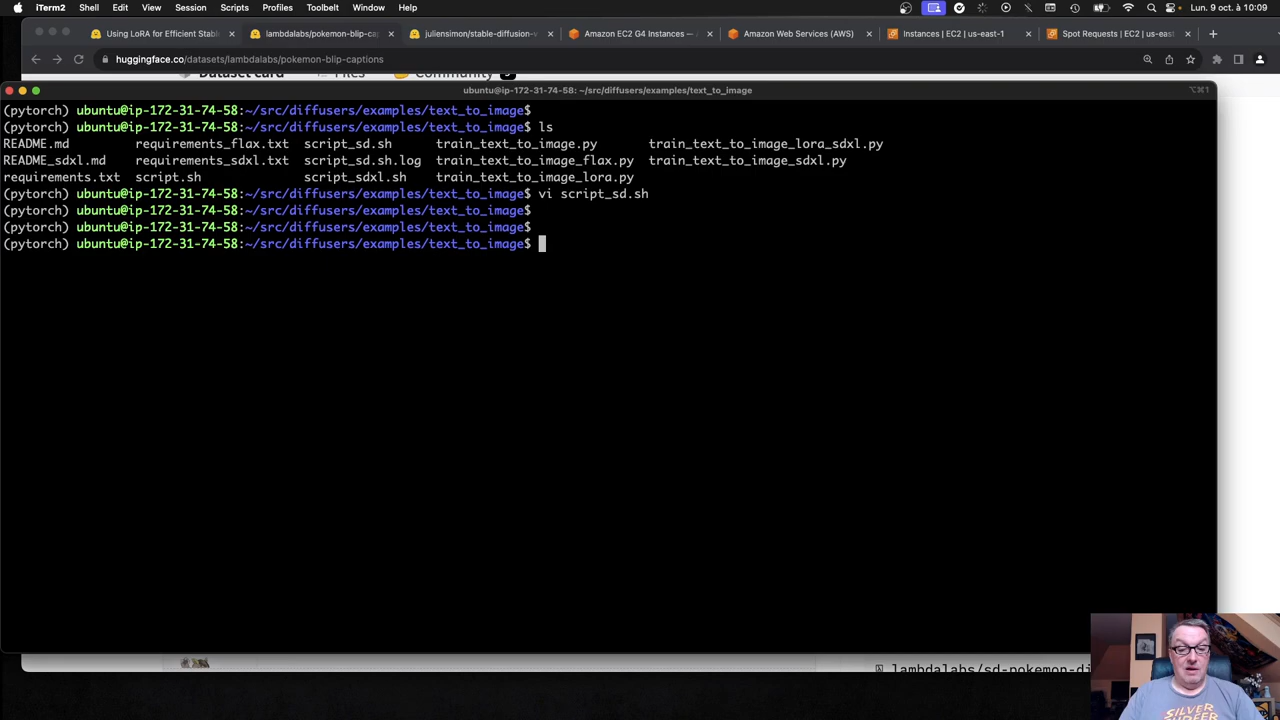 iTerm2 Shell Edit View Session Scripts Profiles Toolbelt Window Help Lun. 9 oct. à 10:09
Using LoRA for Efficient Stabl lambdalabs/pokemon-blip-cap juliensimon/stable-diffusion-v Amazon EC2 G4 Instances — Amazon Web Services (AWS) Instances | EC2 | us-east-1 Spot Requests | EC2 | us-east
huggingface.co/datasets/lambdalabs/pokemon-blip-captions
Dataset card Files Community
ubuntu@ip-172-31-74-58: ~/src/diffusers/examples/text_to_image ⌥⌘1
(pytorch) ubuntu@ip-172-31-74-58:~/src/diffusers/examples/text_to_image$
(pytorch) ubuntu@ip-172-31-74-58:~/src/diffusers/examples/text_to_image$ ls
README.md requirements_flax.txt script_sd.sh train_text_to_image.py train_text_to_image_lora_sdxl.py
README_sdxl.md requirements_sdxl.txt script_sd.sh.log train_text_to_image_flax.py train_text_to_image_sdxl.py
requirements.txt script.sh script_sdxl.sh train_text_to_image_lora.py
(pytorch) ubuntu@ip-172-31-74-58:~/src/diffusers/examples/text_to_image$ vi script_sd.sh
(pytorch) ubuntu@ip-172-31-74-58:~/src/diffusers/examples/text_to_image$
(pytorch) ubuntu@ip-172-31-74-58:~/src/diffusers/examples/text_to_image$
(pytorch) ubuntu@ip-172-31-74-58:~/src/diffusers/examples/text_to_image$
lambdalabs/sd-pokemon-di
SILVER